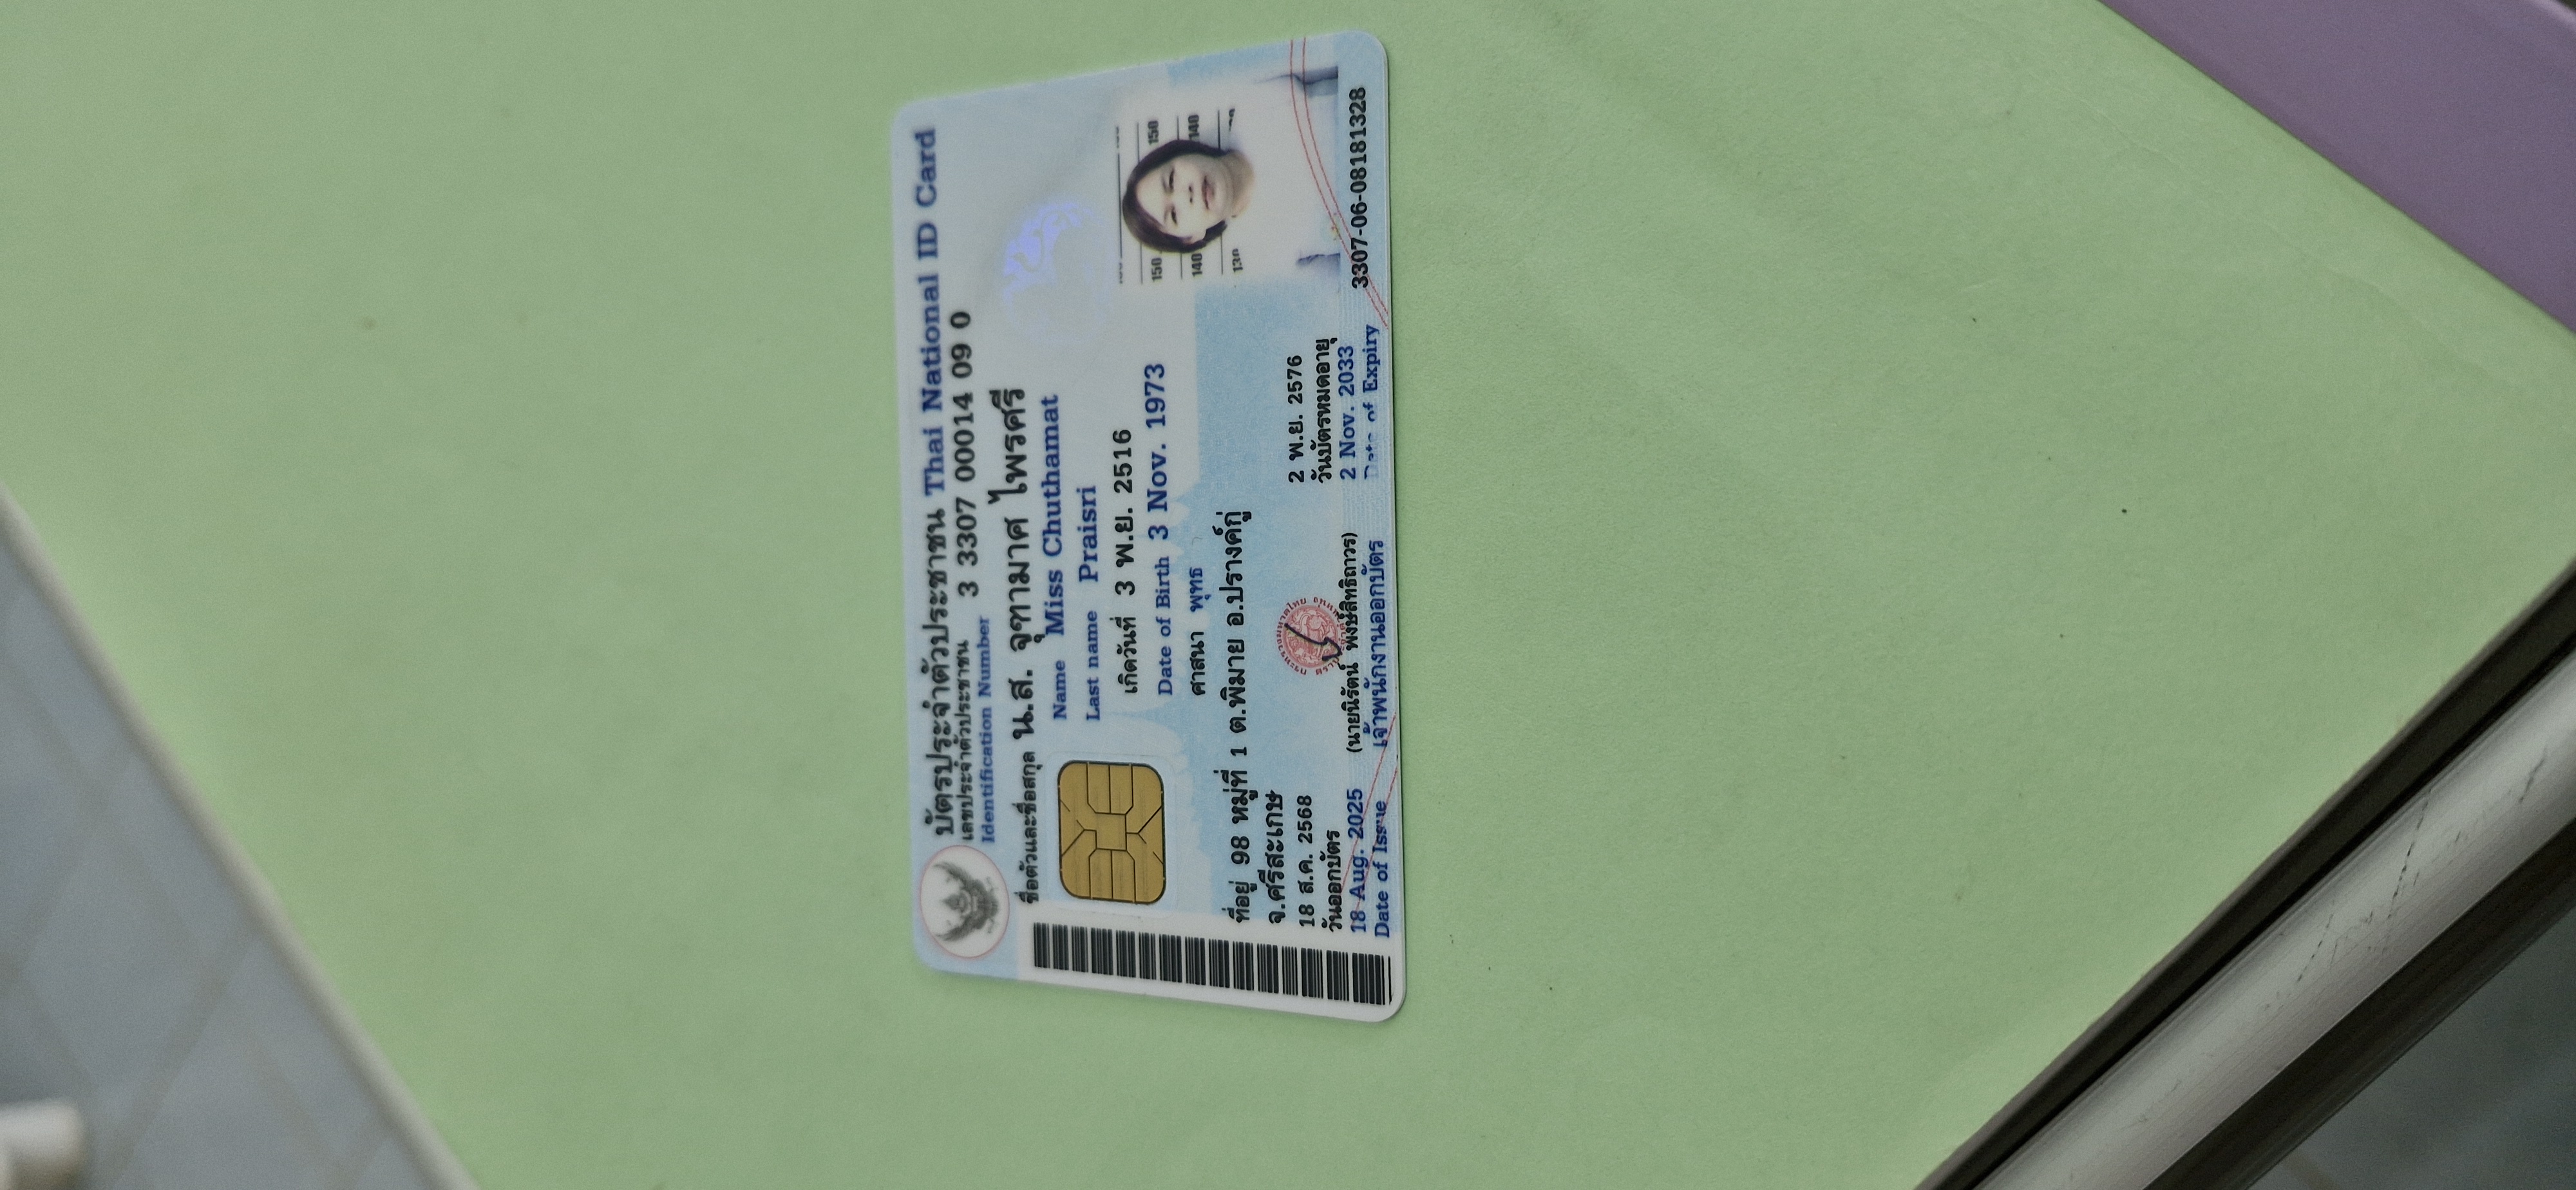 บัตรประจำตัวประชาชน Thai National ID Card
เลขประจำตัวประชาชน 3 3307 00014 09 0
Identification Number
ชื่อตัวและชื่อสกุล น.ส. จุฑามาศ ไพรศรี
Name Miss Chuthamat
Last name Praisri
เกิดวันที่ 3 พ.ย. 2516
Date of Birth 3 Nov. 1973
ศาสนา พุทธ
ที่อยู่ 98 หมู่ที่ 1 ต.พิมาย อ.ปรางค์กู่
จ.ศรีสะเกษ
18 ส.ค. 2568
วันออกบัตร
18 Aug. 2025
Date of Issue
(นายนิรัตน์ พงษ์สิทธิถาวร)
เจ้าพนักงานออกบัตร
2 พ.ย. 2576
วันบัตรหมดอายุ
2 Nov. 2033
Date of Expiry
150 150
140 140
130
3307-06-08181328